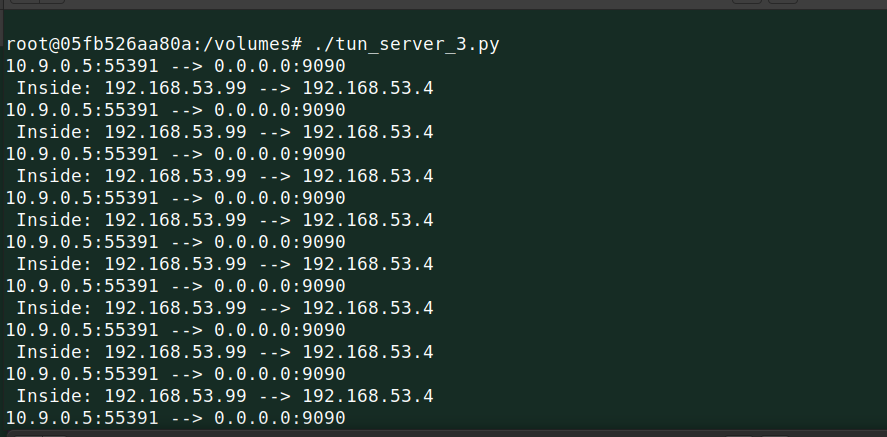 root@05fb526aa80a:/volumes# ./tun_server_3.py
10.9.0.5:55391 --> 0.0.0.0:9090
 Inside: 192.168.53.99 --> 192.168.53.4
10.9.0.5:55391 --> 0.0.0.0:9090
 Inside: 192.168.53.99 --> 192.168.53.4
10.9.0.5:55391 --> 0.0.0.0:9090
 Inside: 192.168.53.99 --> 192.168.53.4
10.9.0.5:55391 --> 0.0.0.0:9090
 Inside: 192.168.53.99 --> 192.168.53.4
10.9.0.5:55391 --> 0.0.0.0:9090
 Inside: 192.168.53.99 --> 192.168.53.4
10.9.0.5:55391 --> 0.0.0.0:9090
 Inside: 192.168.53.99 --> 192.168.53.4
10.9.0.5:55391 --> 0.0.0.0:9090
 Inside: 192.168.53.99 --> 192.168.53.4
10.9.0.5:55391 --> 0.0.0.0:9090
 Inside: 192.168.53.99 --> 192.168.53.4
10.9.0.5:55391 --> 0.0.0.0:9090